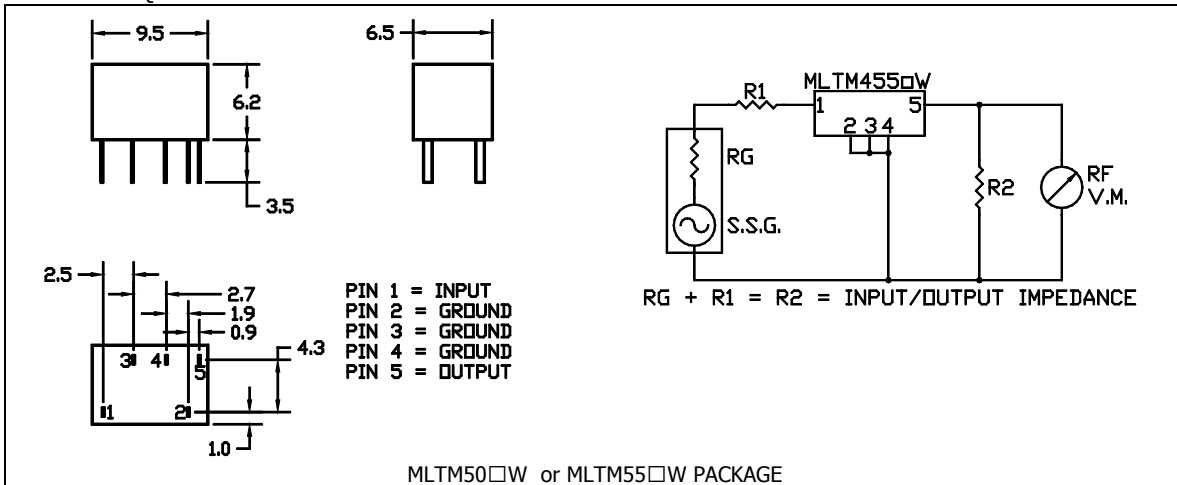 9.5
6.5
6.2
3.5
MLTM455□W
R1
1 5
2 3 4
RG
S.S.G.
R2
RF
V.M.
RG + R1 = R2 = INPUT/OUTPUT IMPEDANCE
2.5
2.7
1.9
0.9
4.3
1.0
3 4 5
1 2
PIN 1 = INPUT
PIN 2 = GROUND
PIN 3 = GROUND
PIN 4 = GROUND
PIN 5 = OUTPUT
MLTM50□W or MLTM55□W PACKAGE